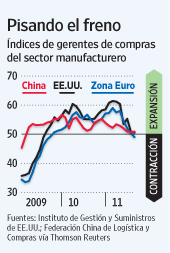 Pisando el freno
Índices de gerentes de compras
del sector manufacturero
70
China
EE.UU.
Zona Euro
60
50
40
30
2009
10
11
EXPANSIÓN
CONTRACCIÓN
Fuentes: Instituto de Gestión y Suministros
de EE.UU.; Federación China de Logística y
Compras vía Thomson Reuters